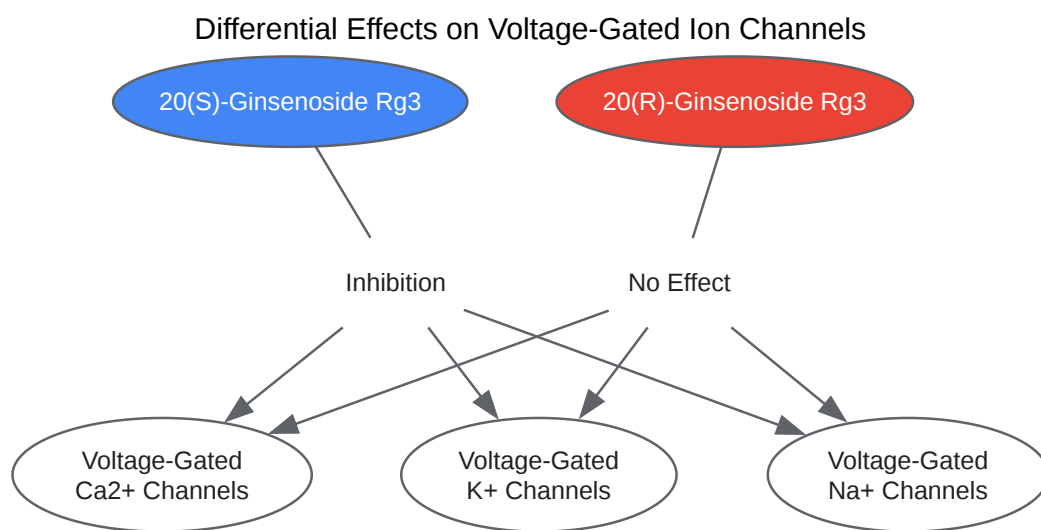 Differential Effects on Voltage-Gated Ion Channels
20(S)-Ginsenoside Rg3
20(R)-Ginsenoside Rg3
Inhibition
No Effect
Voltage-Gated
Ca2+ Channels
Voltage-Gated
K+ Channels
Voltage-Gated
Na+ Channels